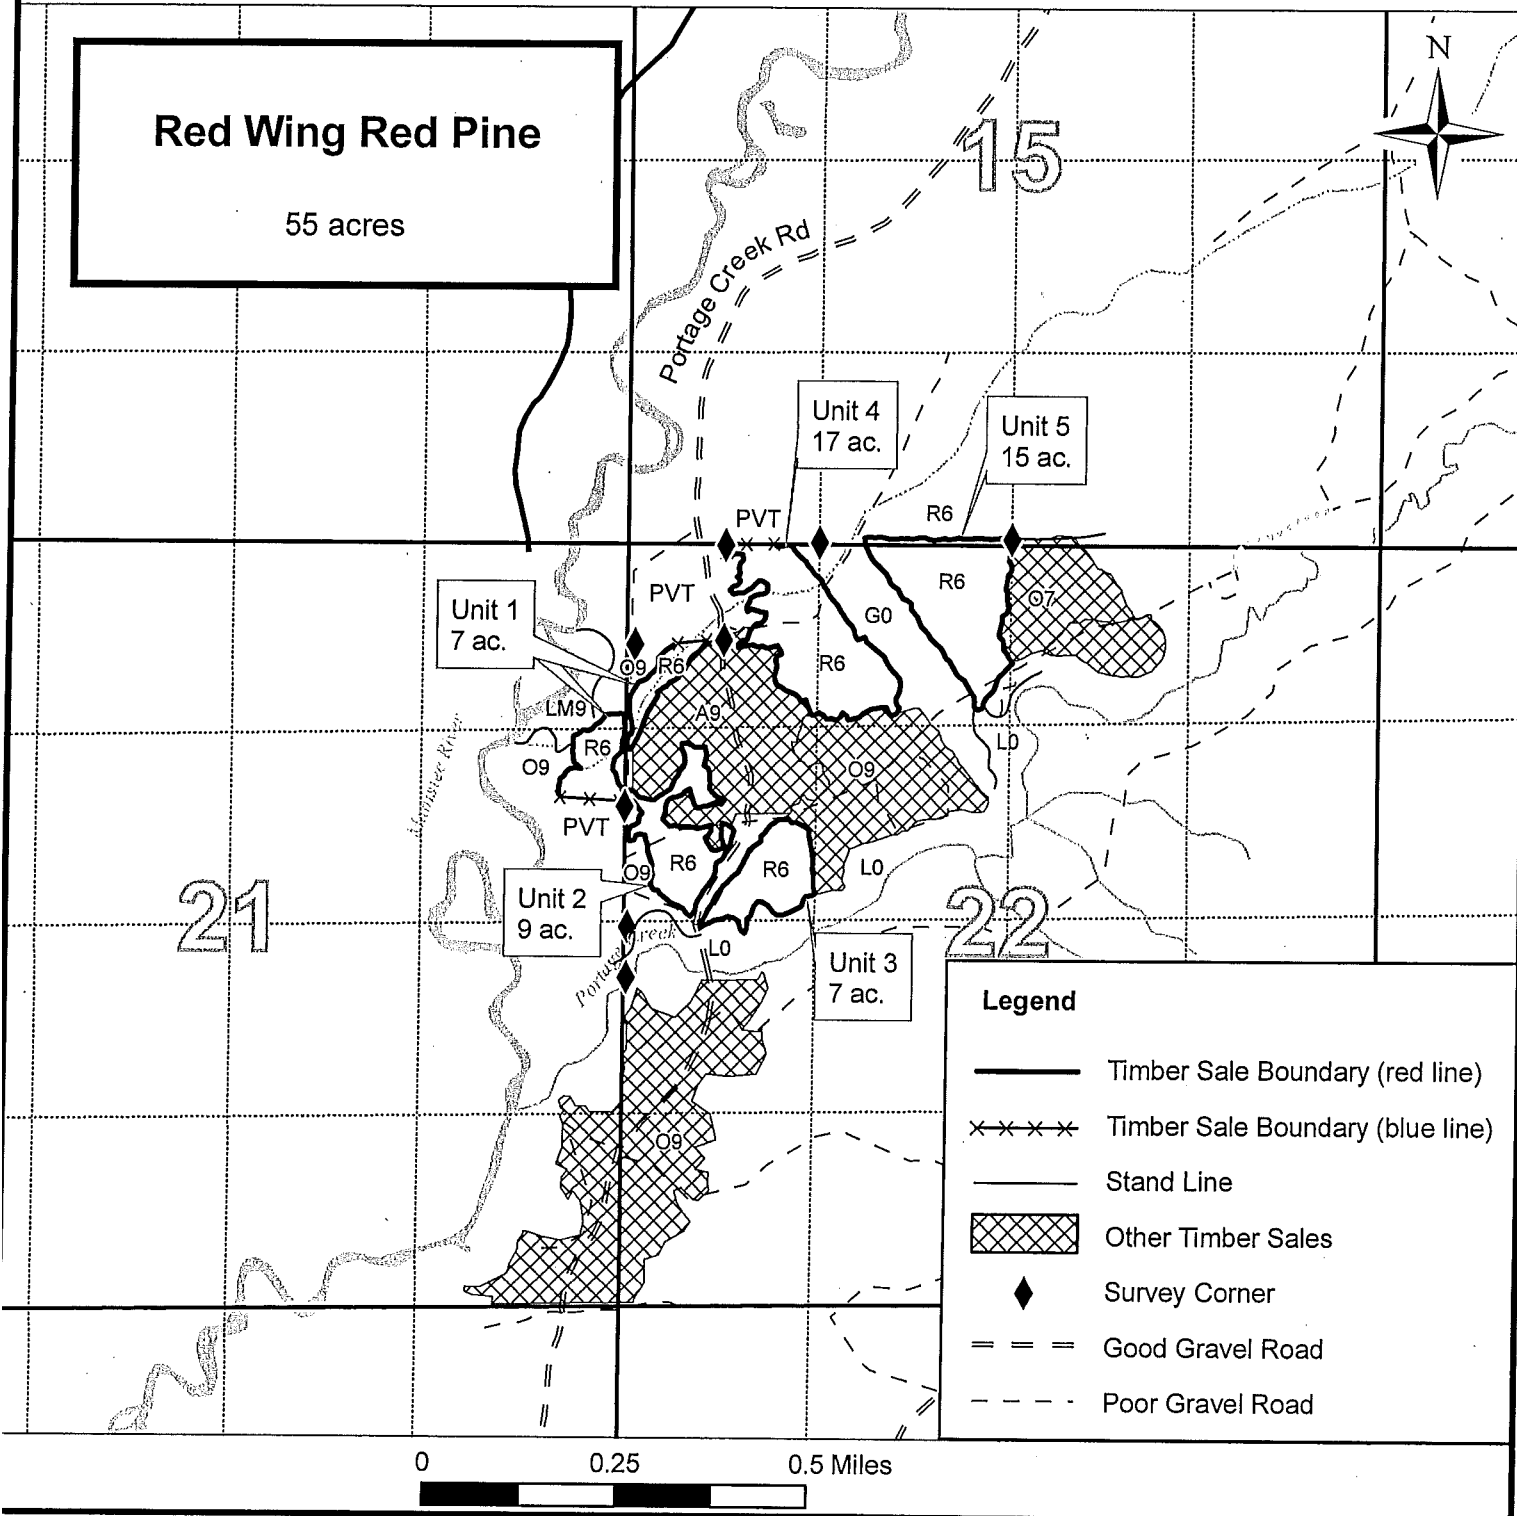 Red Wing Red Pine
55 acres
N
15
Portage Creek Rd
Unit 4
17 ac.
Unit 5
15 ac.
R6
PVT
PVT
R6
O7
G0
Unit 1
7 ac.
O9
R6
R6
LM9
A9
R6
L0
O9
O9
Manistee River
PVT
R6
R6
L0
O9
21
22
Unit 2
9 ac.
Portage Creek
L0
Unit 3
7 ac.
O9
Legend
Timber Sale Boundary (red line)
Timber Sale Boundary (blue line)
Stand Line
Other Timber Sales
Survey Corner
Good Gravel Road
Poor Gravel Road
0 0.25 0.5 Miles